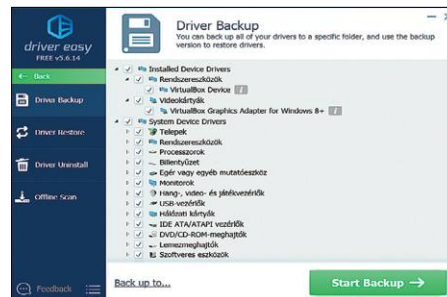 driver easy
FREE v5.6.14
Back
Driver Backup
Driver Restore
Driver Uninstall
Offline Scan
Feedback
Driver Backup
You can back up all of your drivers to a specific folder, and use the backup
version to restore drivers.
Installed Device Drivers
Rendszereszközök
VirtualBox Device
Videokártyák
VirtualBox Graphics Adapter for Windows 8+
System Device Drivers
Telepek
Rendszereszközök
Processzorok
Billentyűzet
Egér vagy egyéb mutatóeszköz
Monitorok
Hang-, video- és játékvezérlők
USB-vezérlők
Hálózati kártyák
IDE ATA/ATAPI vezérlők
DVD/CD-ROM-meghajtók
Lemezmeghajtók
Szoftveres eszközök
Back up to...
Start Backup